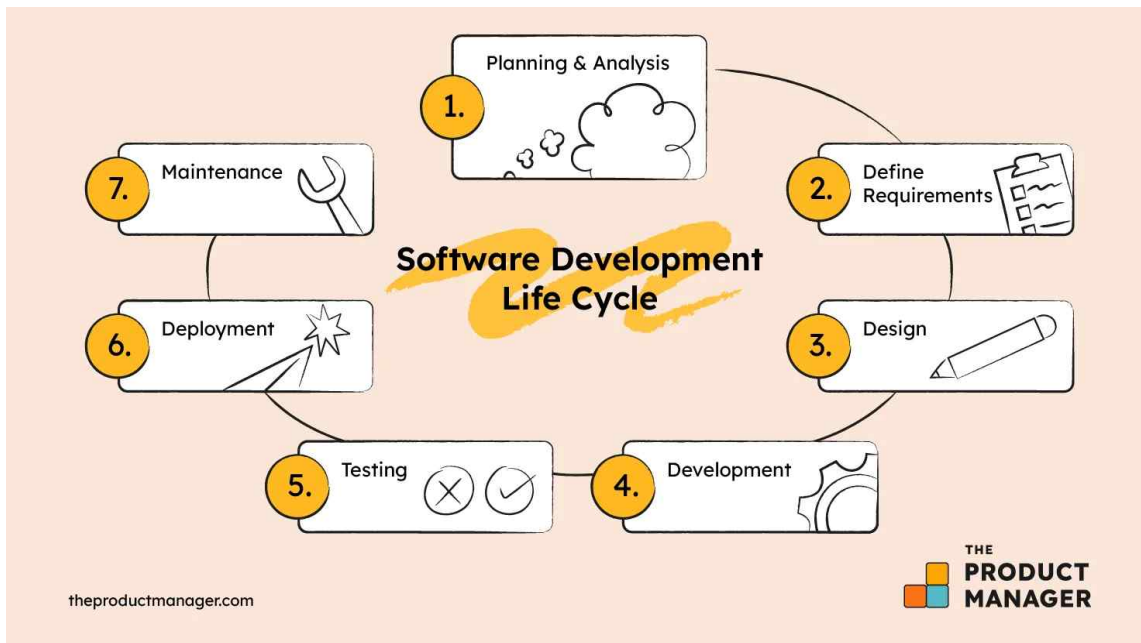 1.
Planning & Analysis
2.
Define
Requirements
3.
Design
4.
Development
5.
Testing
6.
Deployment
7.
Maintenance
Software Development
Life Cycle
theproductmanager.com
THE
PRODUCT
MANAGER